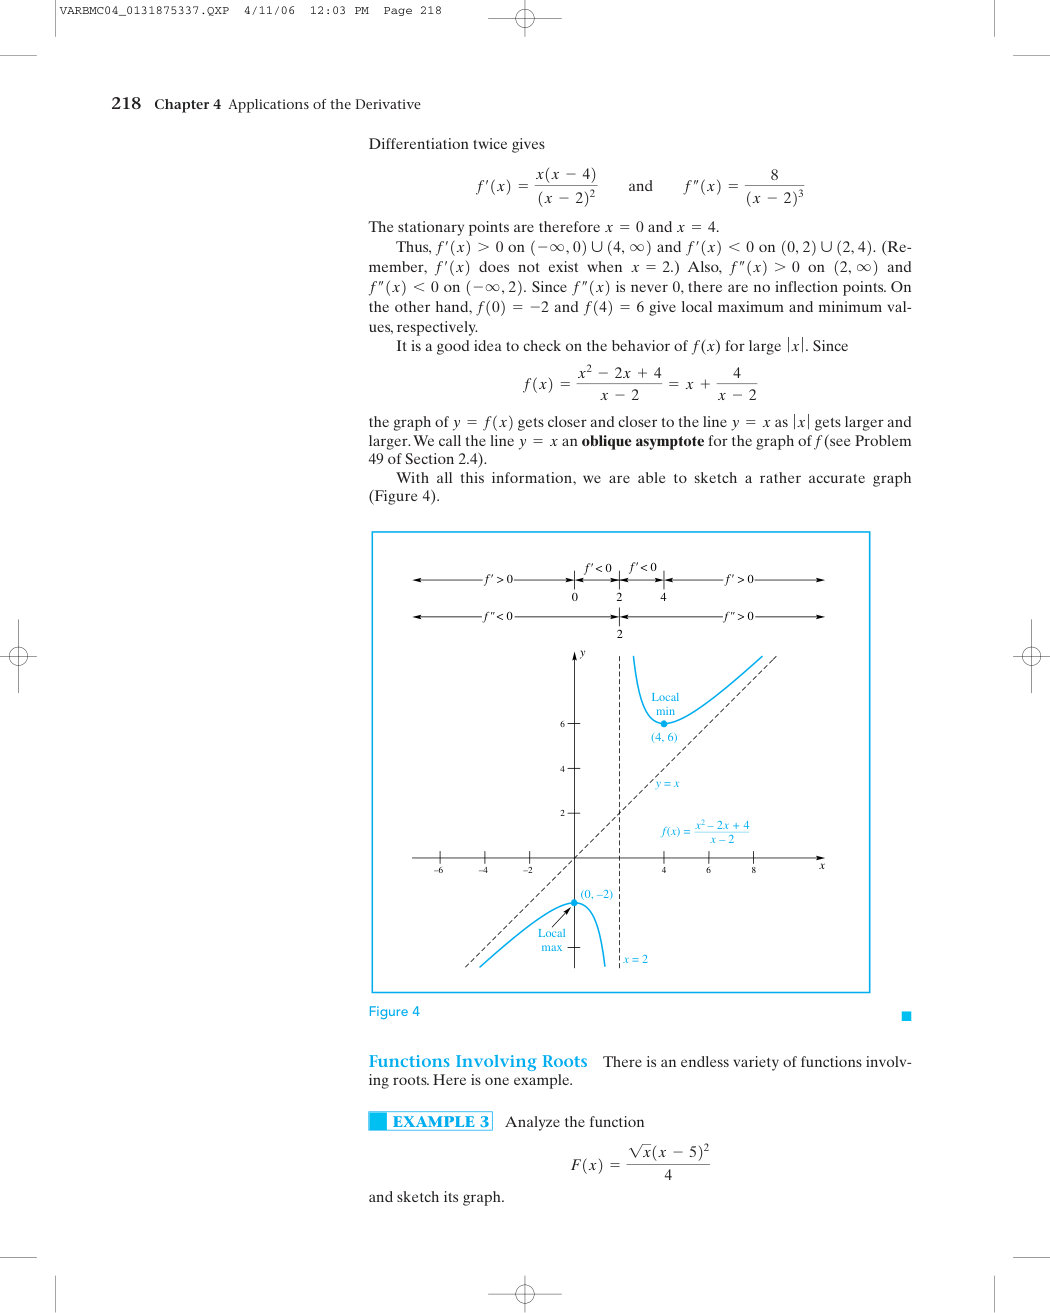 VARBMC04_0131875337.QXP 4/11/06 12:03 PM Page 218
218 Chapter 4 Applications of the Derivative
Differentiation twice gives
f′(x) = x(x − 4) / (x − 2)² and f″(x) = 8 / (x − 2)³
The stationary points are therefore x = 0 and x = 4.
Thus, f′(x) > 0 on (−∞, 0) ∪ (4, ∞) and f′(x) < 0 on (0, 2) ∪ (2, 4). (Re-
member, f′(x) does not exist when x = 2.) Also, f″(x) > 0 on (2, ∞) and
f″(x) < 0 on (−∞, 2). Since f″(x) is never 0, there are no inflection points. On
the other hand, f(0) = −2 and f(4) = 6 give local maximum and minimum val-
ues, respectively.
It is a good idea to check on the behavior of f(x) for large |x|. Since
f(x) = x² − 2x + 4 / x − 2 = x + 4 / x − 2
the graph of y = f(x) gets closer and closer to the line y = x as |x| gets larger and
larger. We call the line y = x an oblique asymptote for the graph of f (see Problem
49 of Section 2.4).
With all this information, we are able to sketch a rather accurate graph
(Figure 4).
f′ > 0 f′ < 0 f′ < 0 f′ > 0
0 2 4
f″ < 0 f″ > 0
2
y
Local
min
6
(4, 6)
4
y = x
2
f(x) = x² – 2x + 4 / x – 2
–6 –4 –2 4 6 8 x
(0, –2)
Local
max
x = 2
Figure 4
Functions Involving Roots There is an endless variety of functions involv-
ing roots. Here is one example.
EXAMPLE 3 Analyze the function
F(x) = √x(x − 5)² / 4
and sketch its graph.